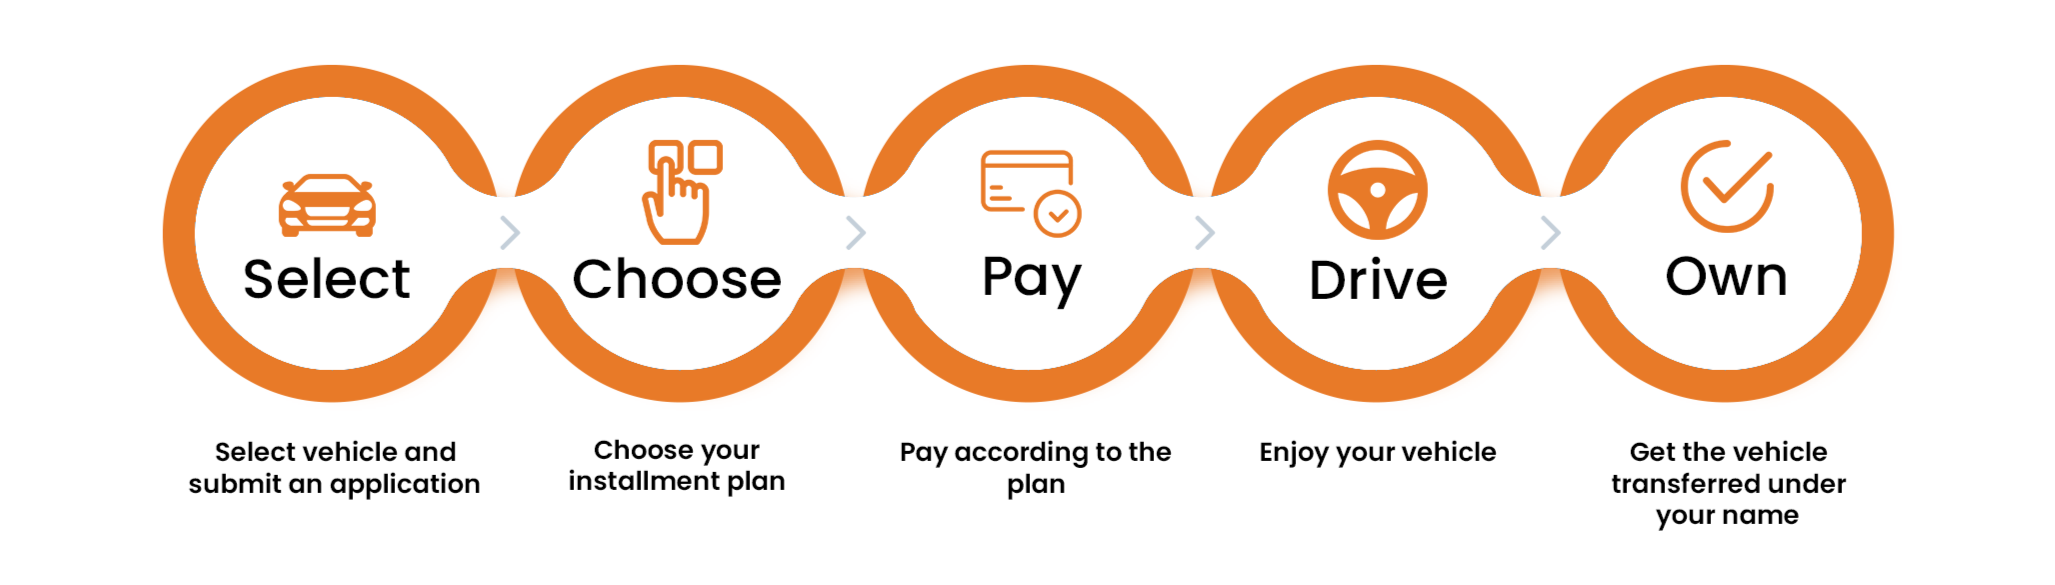 Select
Choose
Pay
Drive
Own
Select vehicle and
submit an application
Choose your
installment plan
Pay according to the
plan
Enjoy your vehicle
Get the vehicle
transferred under
your name